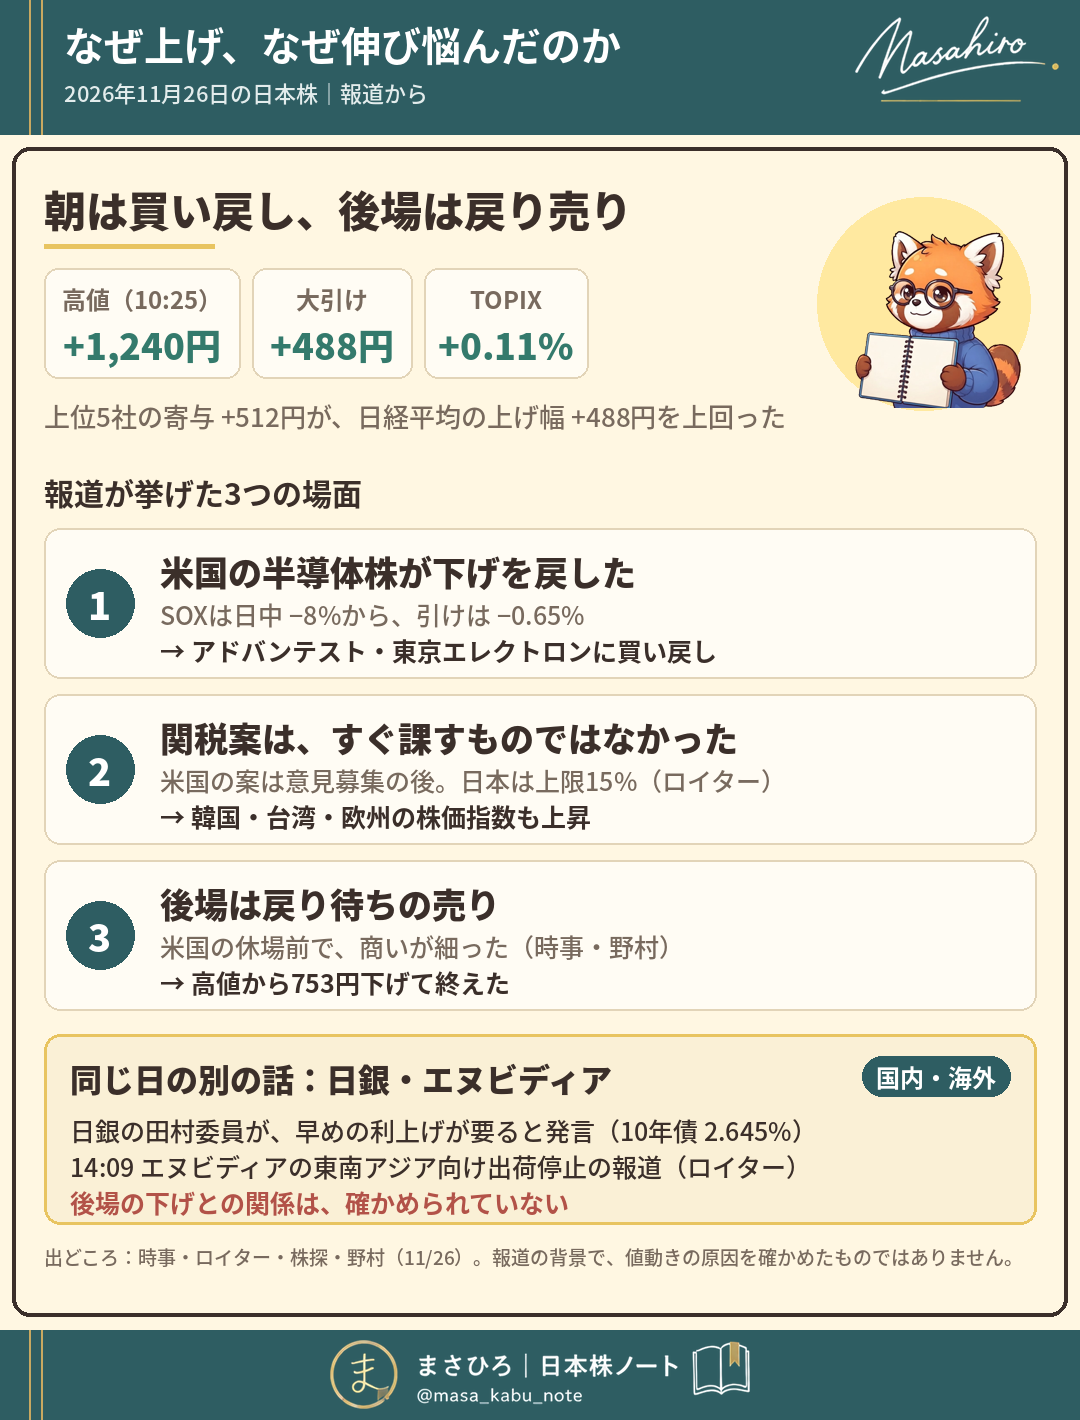 なぜ上げ、なぜ伸び悩んだのか
2026年11月26日の日本株｜報道から
Masahiro
朝は買い戻し、後場は戻り売り
高値（10:25）
+1,240円
大引け
+488円
TOPIX
+0.11%
上位5社の寄与 +512円が、日経平均の上げ幅 +488円を上回った
報道が挙げた3つの場面
1
米国の半導体株が下げを戻した
SOXは日中 −8%から、引けは −0.65%
→ アドバンテスト・東京エレクトロンに買い戻し
2
関税案は、すぐ課すものではなかった
米国の案は意見募集の後。日本は上限15%（ロイター）
→ 韓国・台湾・欧州の株価指数も上昇
3
後場は戻り待ちの売り
米国の休場前で、商いが細った（時事・野村）
→ 高値から753円下げて終えた
同じ日の別の話：日銀・エヌビディア
国内・海外
日銀の田村委員が、早めの利上げが要ると発言（10年債 2.645%）
14:09 エヌビディアの東南アジア向け出荷停止の報道（ロイター）
後場の下げとの関係は、確かめられていない
出どころ：時事・ロイター・株探・野村（11/26）。報道の背景で、値動きの原因を確かめたものではありません。
ま
まさひろ｜日本株ノート
@masa_kabu_note